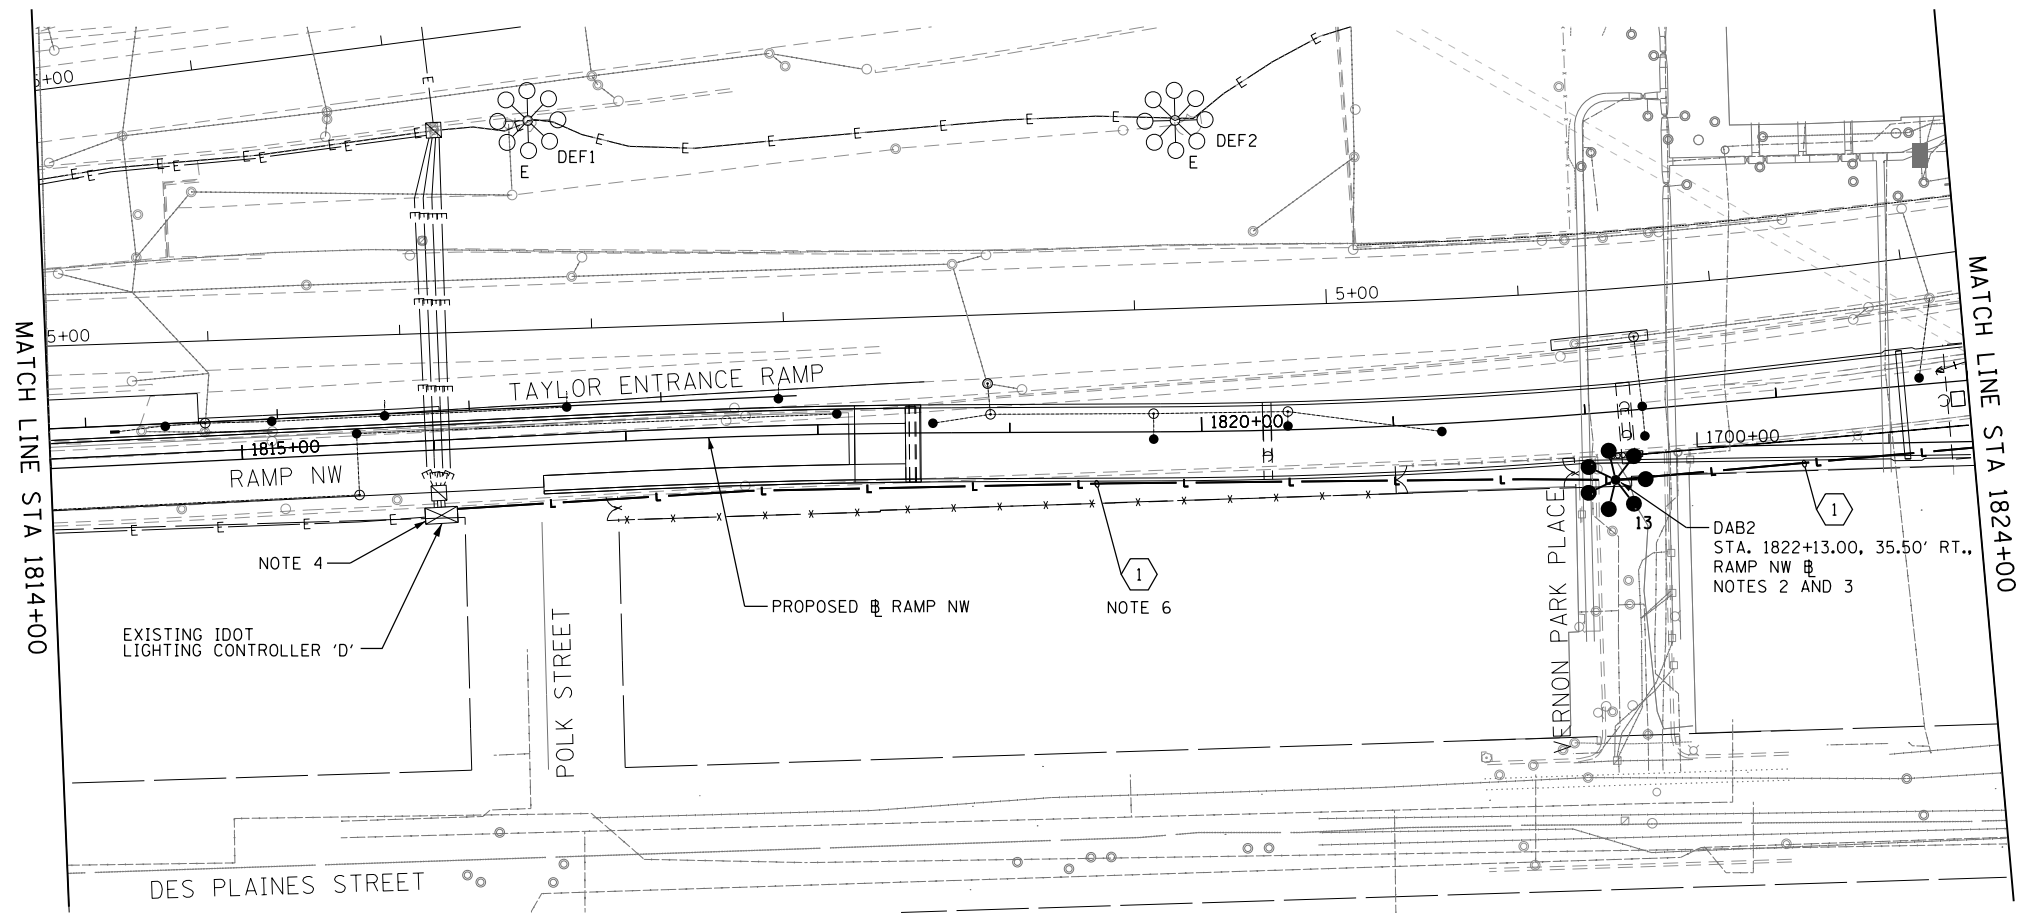 5+00
DEF1
E
DEF2
E
5+00
5+00
TAYLOR ENTRANCE RAMP
1815+00
1820+00
1700+00
RAMP NW
MATCH LINE STA 1814+00
MATCH LINE STA 1824+00
13
1
DAB2
STA. 1822+13.00, 35.50' RT.,
RAMP NW ℄
NOTES 2 AND 3
NOTE 4
1
NOTE 6
PROPOSED ℄ RAMP NW
EXISTING IDOT
LIGHTING CONTROLLER 'D'
POLK STREET
VERNON PARK PLACE
DES PLAINES STREET